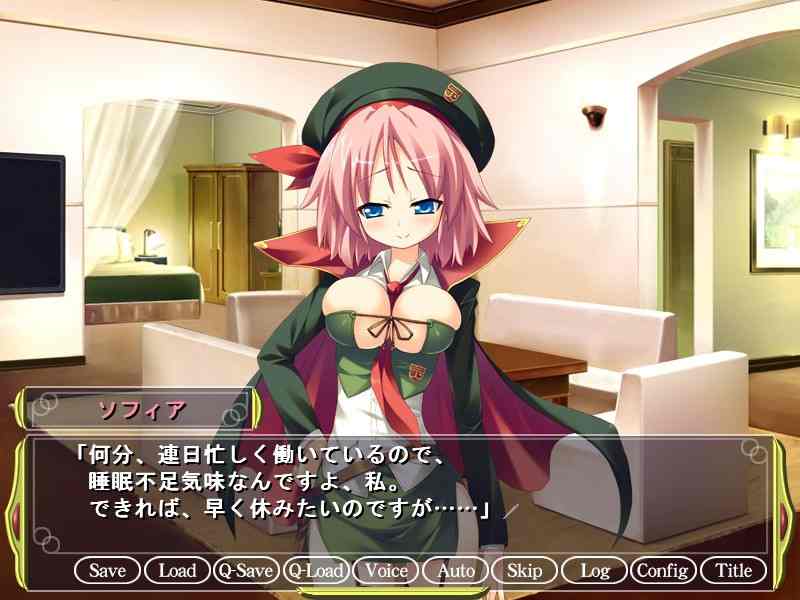 ソフィア
「何分、連日忙しく働いているので、
睡眠不足気味なんですよ、私。
できれば、早く休みたいのですが……」
Save Load Q-Save Q-Load Voice Auto Skip Log Config Title